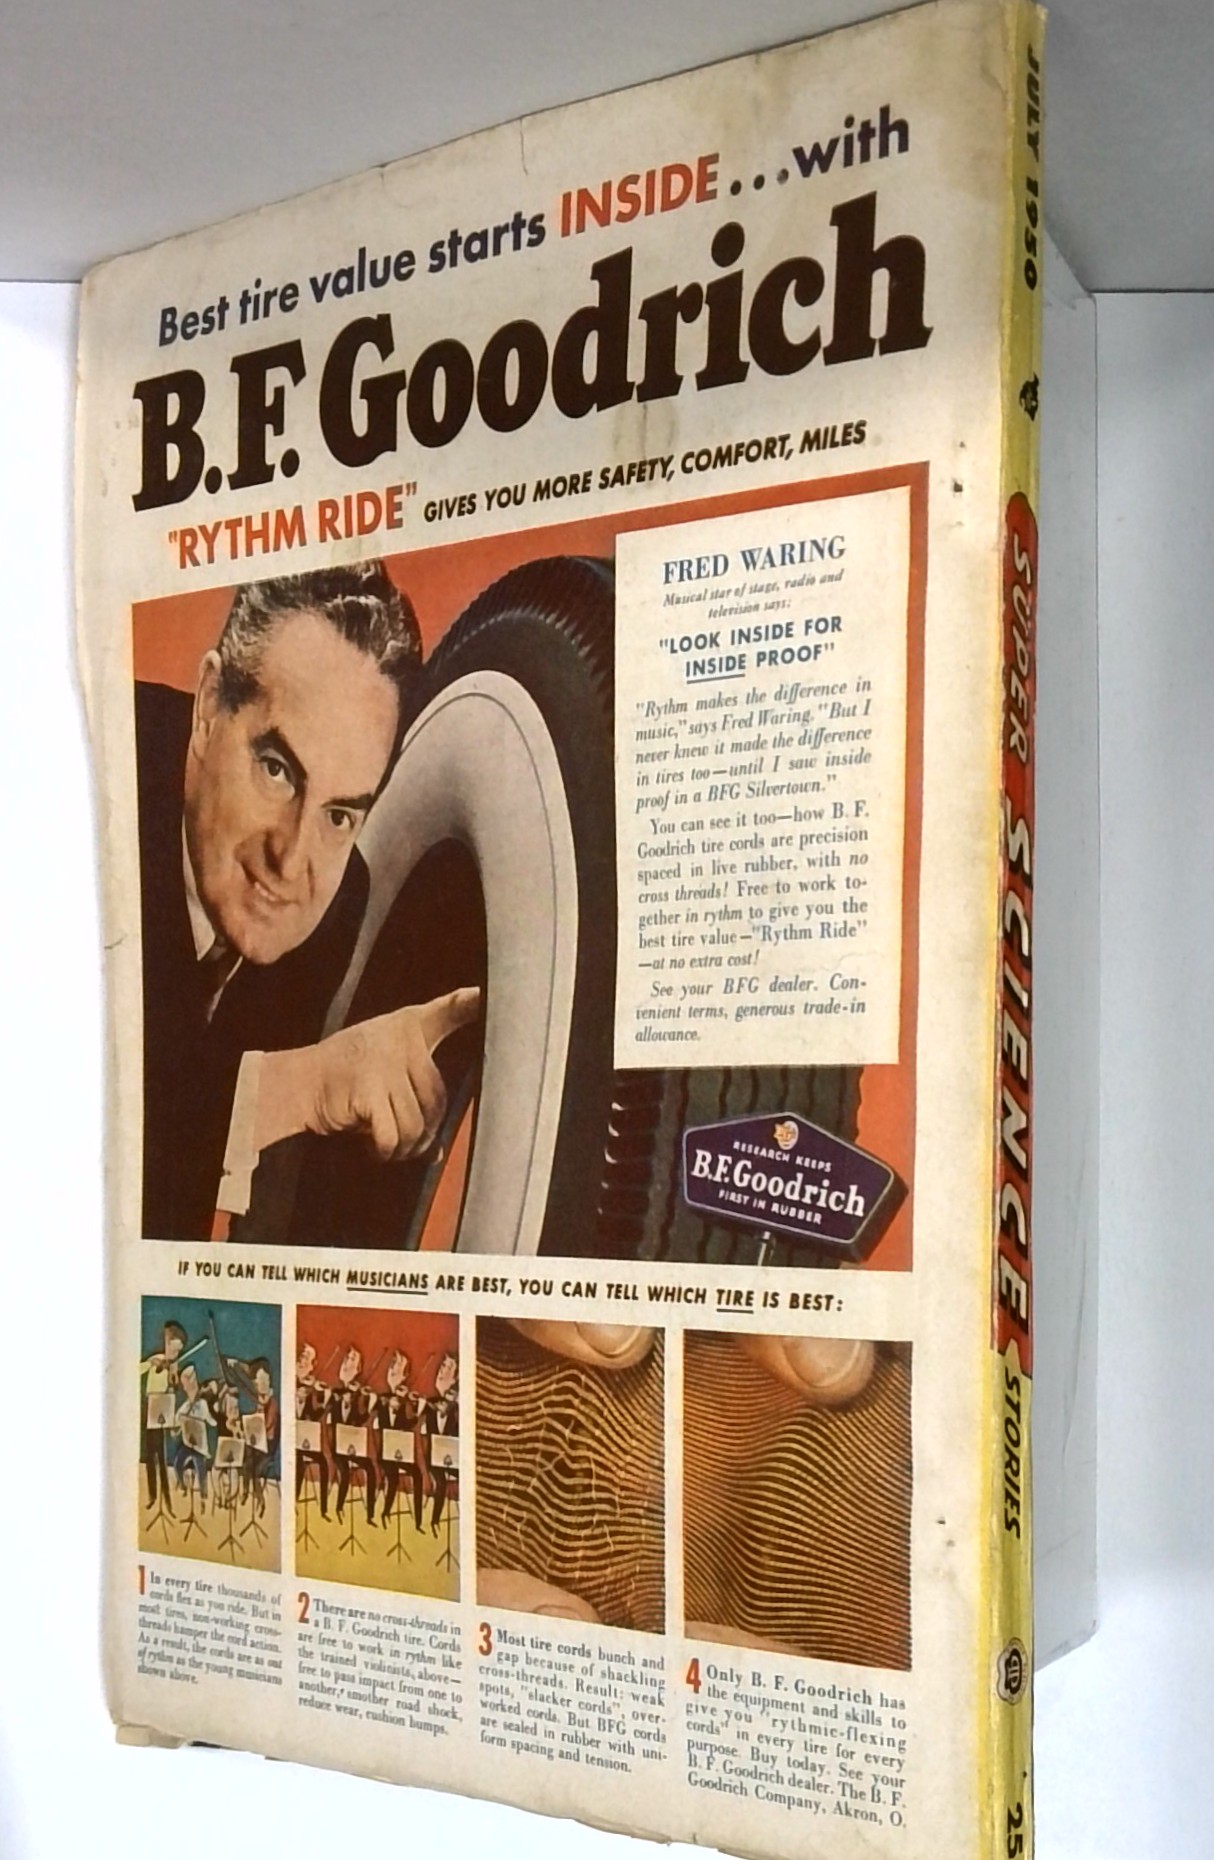 Best tire value starts INSIDE...with
B.F. Goodrich
"RYTHM RIDE" GIVES YOU MORE SAFETY, COMFORT, MILES
FRED WARING
Musical star of stage, radio and
television says:
"LOOK INSIDE FOR
INSIDE PROOF"
"Rythm makes the difference in
music," says Fred Waring. "But I
never knew it made the difference
in tires too—until I saw inside
proof in a BFG Silvertown."
You can see it too—how B. F.
Goodrich tire cords are precision
spaced in live rubber, with no
cross threads! Free to work to-
gether in rythm to give you the
best tire value—"Rythm Ride"
—at no extra cost!
See your BFG dealer. Con-
venient terms, generous trade-in
allowance.
RESEARCH KEEPS
B.F. Goodrich
FIRST IN RUBBER
IF YOU CAN TELL WHICH MUSICIANS ARE BEST, YOU CAN TELL WHICH TIRE IS BEST:
1 In every tire thousands of
cords flex as you ride. But in
most tires, non-working cross-
threads hamper the cord action.
As a result, the cords are as out
of rythm as the young musicians
shown above.
2 There are no cross-threads in
a B. F. Goodrich tire. Cords
are free to work in rythm like
the trained violinists, above—
free to pass impact from one to
another, smother road shock,
reduce wear, cushion bumps.
3 Most tire cords bunch and
gap because of shackling
cross-threads. Result: weak
spots, "slacker cords", over-
worked cords. But BFG cords
are sealed in rubber with uni-
form spacing and tension.
4 Only B. F. Goodrich has
the equipment and skills to
give you "rythmic-flexing
cords" in every tire for every
purpose. Buy today. See your
B. F. Goodrich dealer. The B. F.
Goodrich Company, Akron, O.
JULY 1950
SUPER SCIENCE STORIES
25